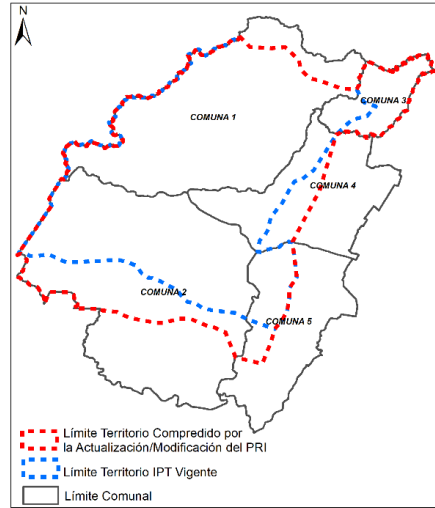 N
COMUNA 1
COMUNA 3
COMUNA 4
COMUNA 2
COMUNA 5
Límite Territorio Compredido por
la Actualización/Modificación del PRI
Límite Territorio IPT Vigente
Límite Comunal